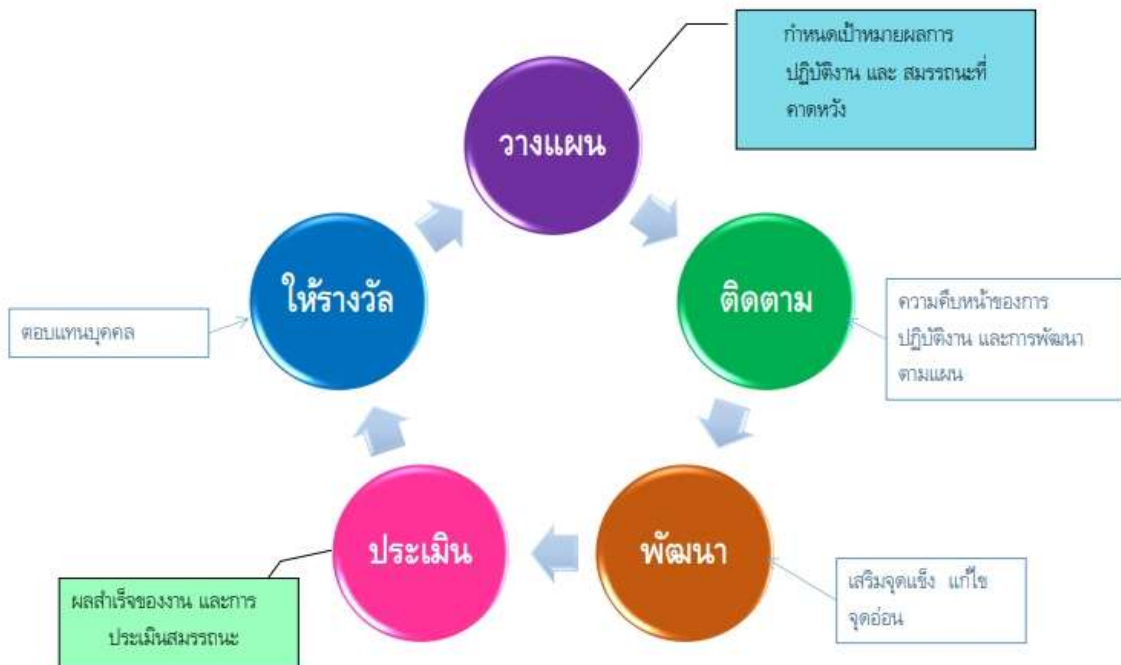 กำหนดเป้าหมายผลการ
ปฏิบัติงาน และ สมรรถนะที่
คาดหวัง
วางแผน
ให้รางวัล
ติดตาม
ตอบแทนบุคคล
ความคืบหน้าของการ
ปฏิบัติงาน และการพัฒนา
ตามแผน
ประเมิน
พัฒนา
ผลสำเร็จของงาน และการ
ประเมินสมรรถนะ
เสริมจุดแข็ง แก้ไข
จุดอ่อน